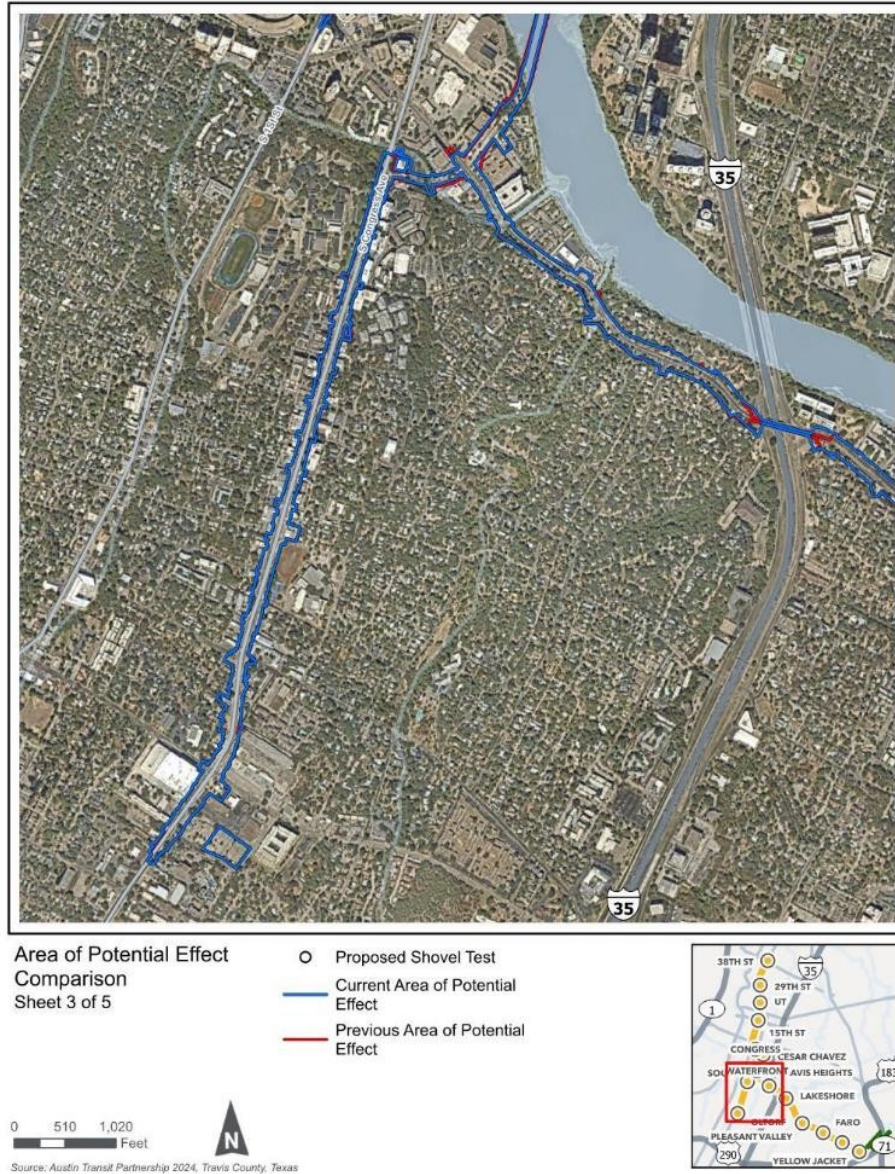 S 1st St
S Congress Ave
35
35
Area of Potential Effect
Comparison
Sheet 3 of 5
Proposed Shovel Test
Current Area of Potential
Effect
Previous Area of Potential
Effect
0 510 1,020
Feet
N
Source: Austin Transit Partnership 2024, Travis County, Texas
38TH ST
35
29TH ST
UT
1
15TH ST
CONGRESS
CESAR CHAVEZ
SO
WATERFRONT
AVIS HEIGHTS
183
LAKESHORE
OLTORF
FARO
PLEASANT VALLEY
290
71
YELLOW JACKET